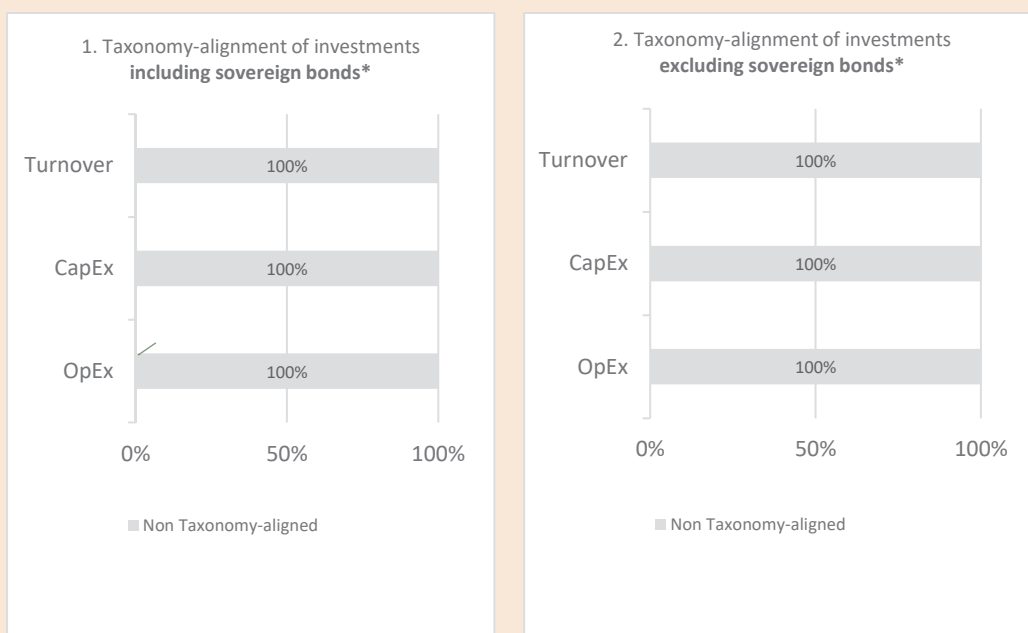 1. Taxonomy-alignment of investments
including sovereign bonds*
Turnover
100%
CapEx
100%
OpEx
100%
0%
50%
100%
Non Taxonomy-aligned
2. Taxonomy-alignment of investments
excluding sovereign bonds*
Turnover
100%
CapEx
100%
OpEx
100%
0%
50%
100%
Non Taxonomy-aligned